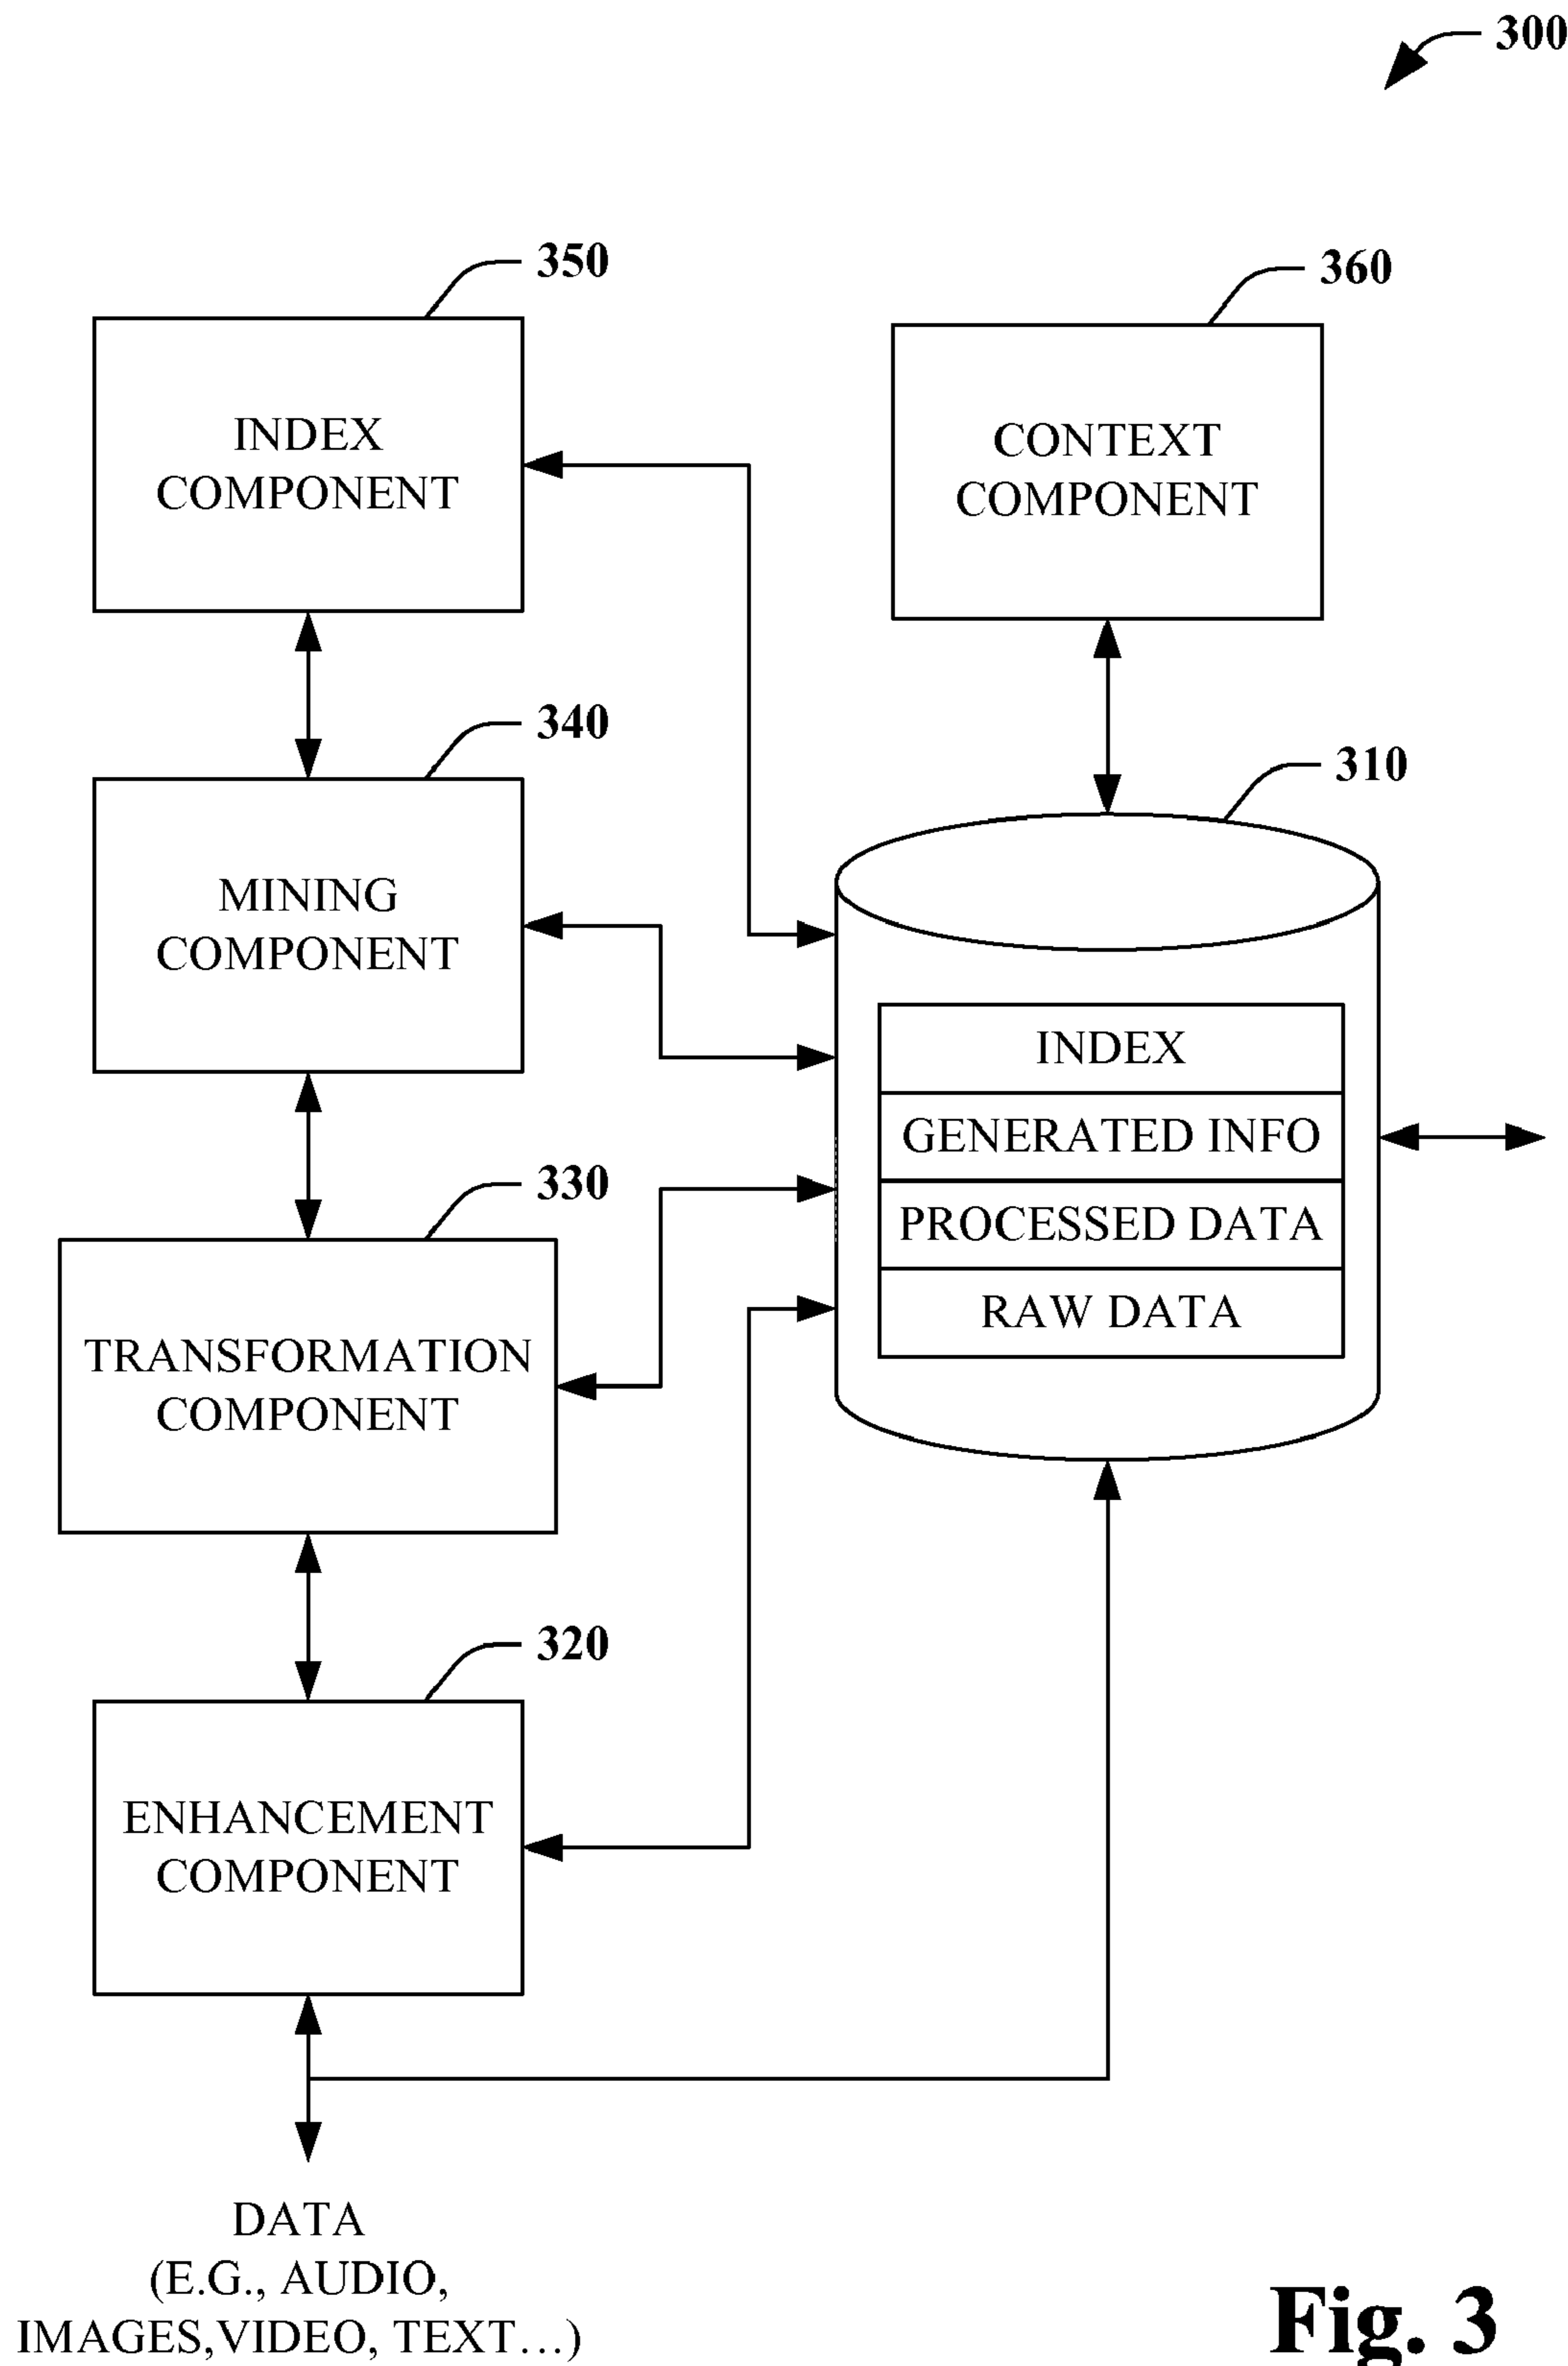 300
350
INDEX
COMPONENT
360
CONTEXT
COMPONENT
340
MINING
COMPONENT
310
INDEX
GENERATED INFO
PROCESSED DATA
RAW DATA
330
TRANSFORMATION
COMPONENT
320
ENHANCEMENT
COMPONENT
DATA
(E.G., AUDIO,
IMAGES,VIDEO, TEXT…)
Fig. 3